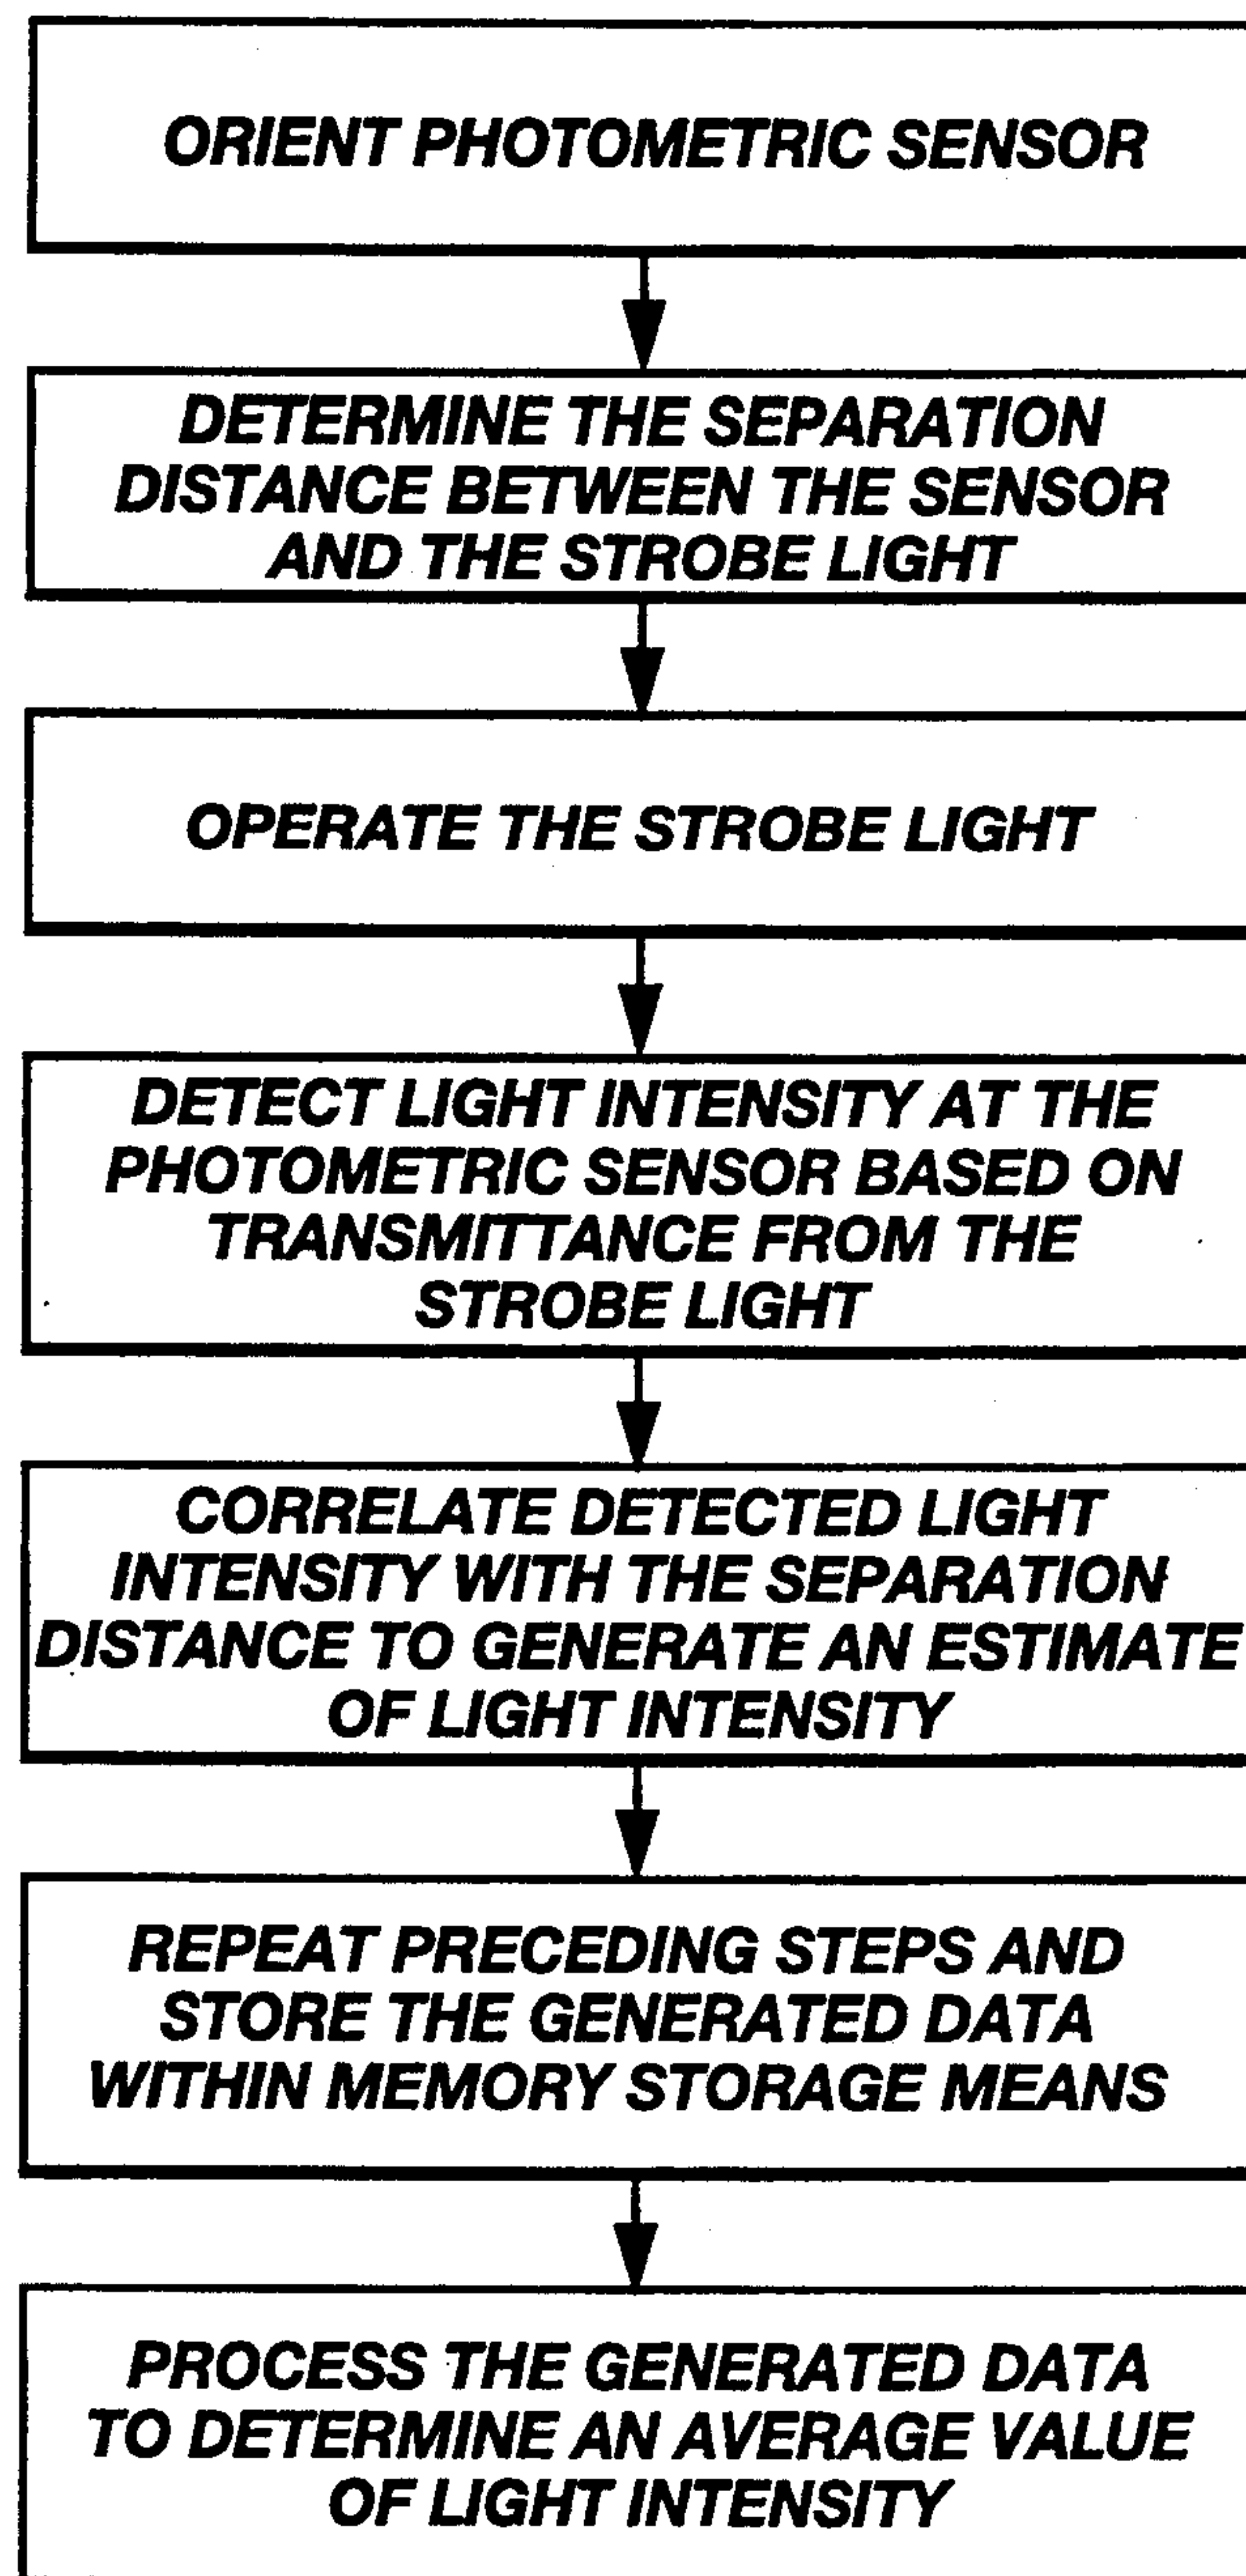 ORIENT PHOTOMETRIC SENSOR
DETERMINE THE SEPARATION
DISTANCE BETWEEN THE SENSOR
AND THE STROBE LIGHT
OPERATE THE STROBE LIGHT
DETECT LIGHT INTENSITY AT THE
PHOTOMETRIC SENSOR BASED ON
TRANSMITTANCE FROM THE
STROBE LIGHT
CORRELATE DETECTED LIGHT
INTENSITY WITH THE SEPARATION
DISTANCE TO GENERATE AN ESTIMATE
OF LIGHT INTENSITY
REPEAT PRECEDING STEPS AND
STORE THE GENERATED DATA
WITHIN MEMORY STORAGE MEANS
PROCESS THE GENERATED DATA
TO DETERMINE AN AVERAGE VALUE
OF LIGHT INTENSITY